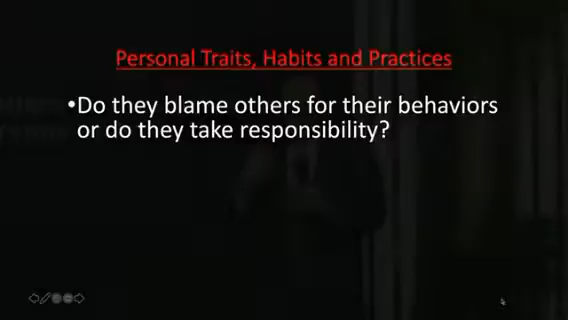 Personal Traits, Habits and Practices
•Do they blame others for their behaviors
or do they take responsibility?